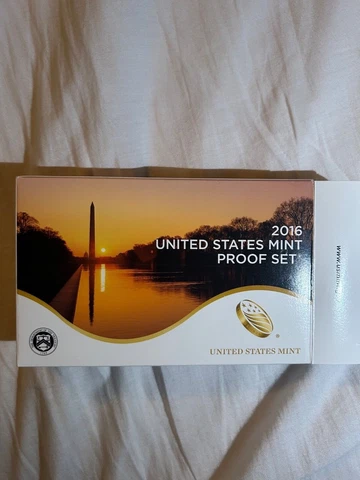 2016
UNITED STATES MINT
PROOF SET®
®
UNITED STATES MINT